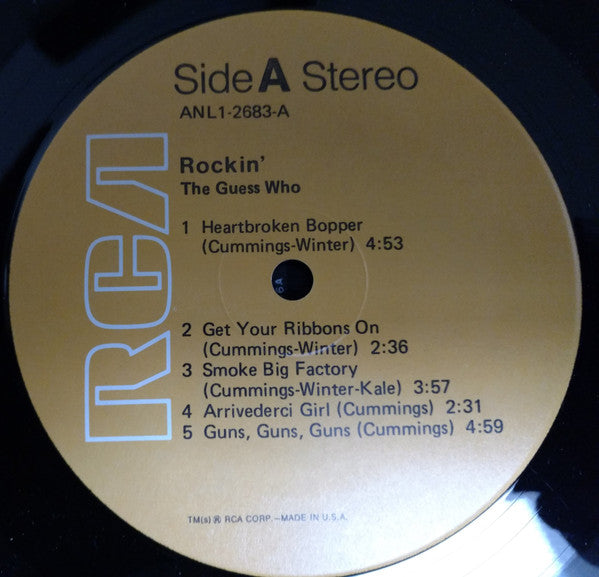 Side A Stereo
ANL1-2683-A
RCA
Rockin'
The Guess Who
1 Heartbroken Bopper
(Cummings-Winter) 4:53
2 Get Your Ribbons On
(Cummings-Winter) 2:36
3 Smoke Big Factory
(Cummings-Winter-Kale) 3:57
4 Arrivederci Girl (Cummings) 2:31
5 Guns, Guns, Guns (Cummings) 4:59
TM(s) ® RCA CORP.—MADE IN U.S.A.